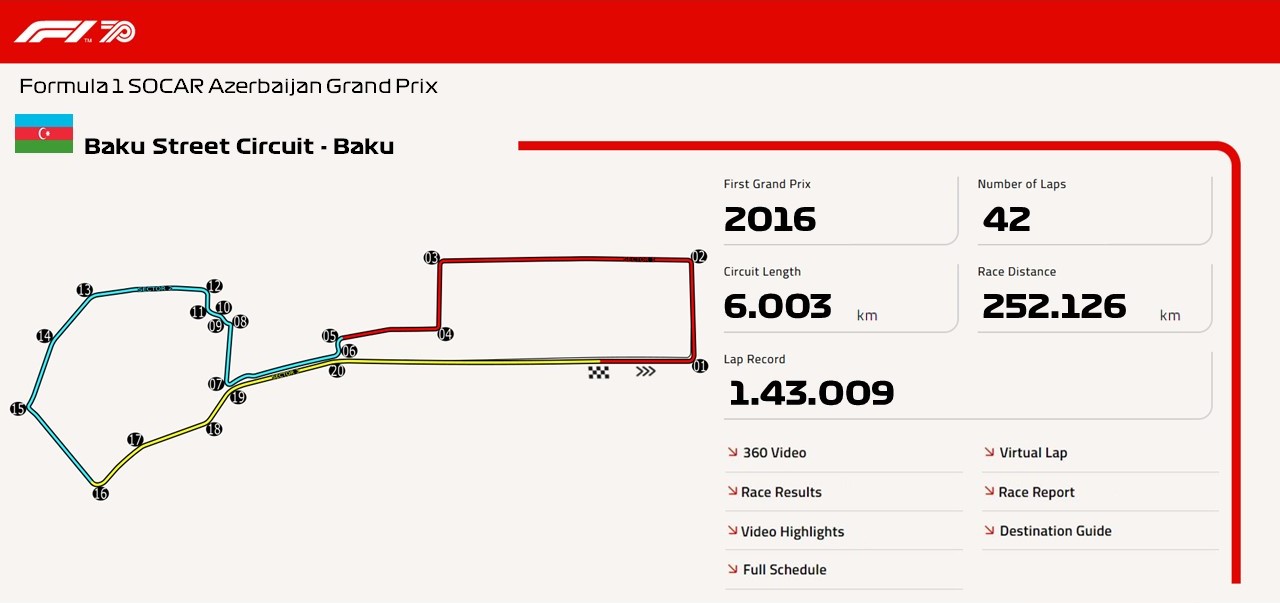 F1 70
TM
Formula 1 SOCAR Azerbaijan Grand Prix
Baku Street Circuit - Baku
First Grand Prix
2016
Number of Laps
42
Circuit Length
6.003 km
Race Distance
252.126 km
Lap Record
1.43.009
360 Video
Virtual Lap
Race Results
Race Report
Video Highlights
Destination Guide
Full Schedule
03
02
13
SECTOR 2
12
11
10
09
08
14
05
04
06
20
01
07
19
15
17
18
16